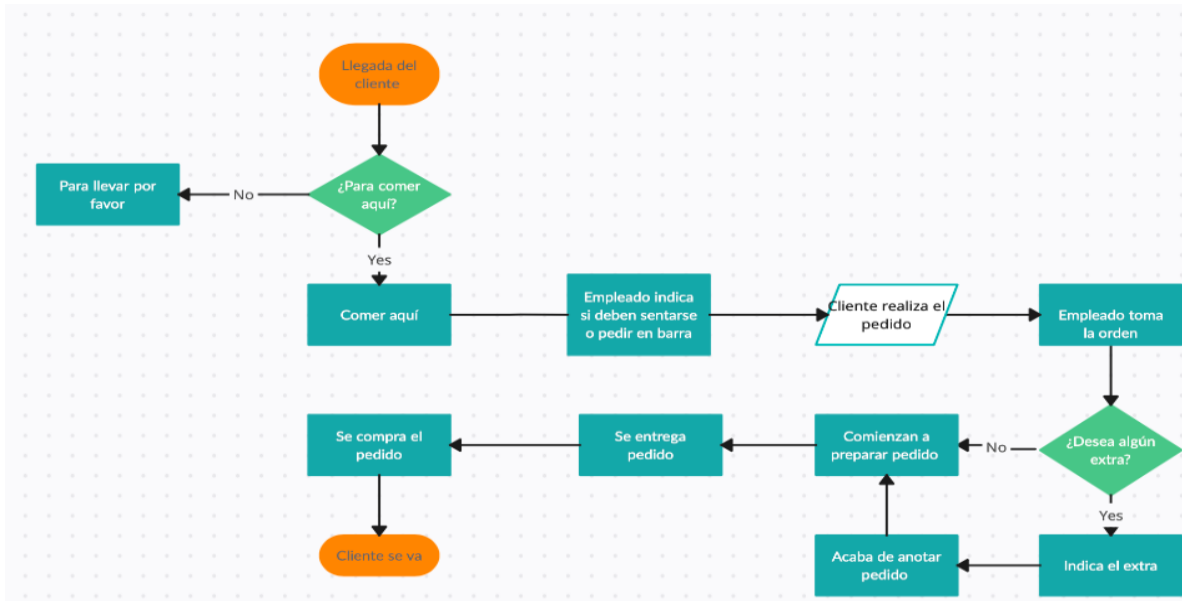 Llegada del
cliente
Para llevar por
favor
No
¿Para comer
aquí?
Yes
Comer aquí
Empleado indica
si deben sentarse
o pedir en barra
Cliente realiza el
pedido
Empleado toma
la orden
Se compra el
pedido
Se entrega
pedido
Comienzan a
preparar pedido
No
¿Desea algún
extra?
Yes
Cliente se va
Acaba de anotar
pedido
Indica el extra